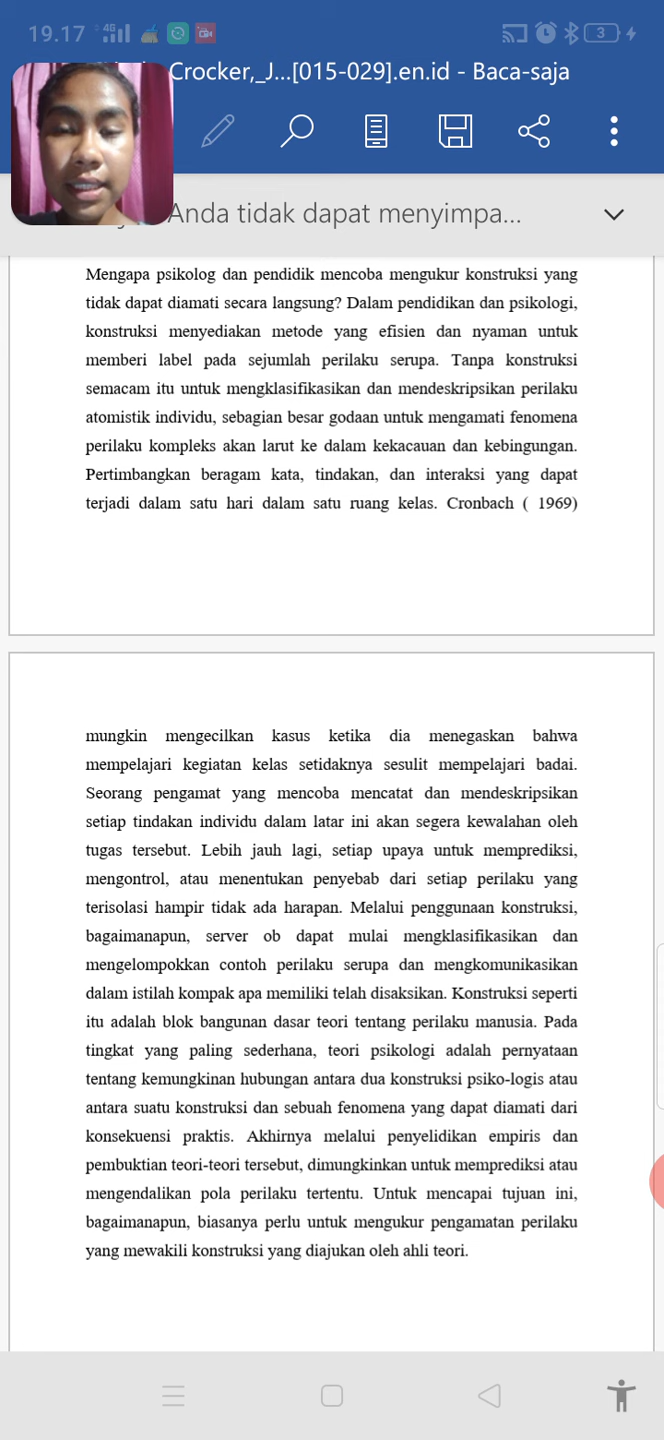 19.17 4G 3
Crocker,_J...[015-029].en.id - Baca-saja
Anda tidak dapat menyimpa...
Mengapa psikolog dan pendidik mencoba mengukur konstruksi yang
tidak dapat diamati secara langsung? Dalam pendidikan dan psikologi,
konstruksi menyediakan metode yang efisien dan nyaman untuk
memberi label pada sejumlah perilaku serupa. Tanpa konstruksi
semacam itu untuk mengklasifikasikan dan mendeskripsikan perilaku
atomistik individu, sebagian besar godaan untuk mengamati fenomena
perilaku kompleks akan larut ke dalam kekacauan dan kebingungan.
Pertimbangkan beragam kata, tindakan, dan interaksi yang dapat
terjadi dalam satu hari dalam satu ruang kelas. Cronbach ( 1969)
mungkin mengecilkan kasus ketika dia menegaskan bahwa
mempelajari kegiatan kelas setidaknya sesulit mempelajari badai.
Seorang pengamat yang mencoba mencatat dan mendeskripsikan
setiap tindakan individu dalam latar ini akan segera kewalahan oleh
tugas tersebut. Lebih jauh lagi, setiap upaya untuk memprediksi,
mengontrol, atau menentukan penyebab dari setiap perilaku yang
terisolasi hampir tidak ada harapan. Melalui penggunaan konstruksi,
bagaimanapun, server ob dapat mulai mengklasifikasikan dan
mengelompokkan contoh perilaku serupa dan mengkomunikasikan
dalam istilah kompak apa memiliki telah disaksikan. Konstruksi seperti
itu adalah blok bangunan dasar teori tentang perilaku manusia. Pada
tingkat yang paling sederhana, teori psikologi adalah pernyataan
tentang kemungkinan hubungan antara dua konstruksi psiko-logis atau
antara suatu konstruksi dan sebuah fenomena yang dapat diamati dari
konsekuensi praktis. Akhirnya melalui penyelidikan empiris dan
pembuktian teori-teori tersebut, dimungkinkan untuk memprediksi atau
mengendalikan pola perilaku tertentu. Untuk mencapai tujuan ini,
bagaimanapun, biasanya perlu untuk mengukur pengamatan perilaku
yang mewakili konstruksi yang diajukan oleh ahli teori.